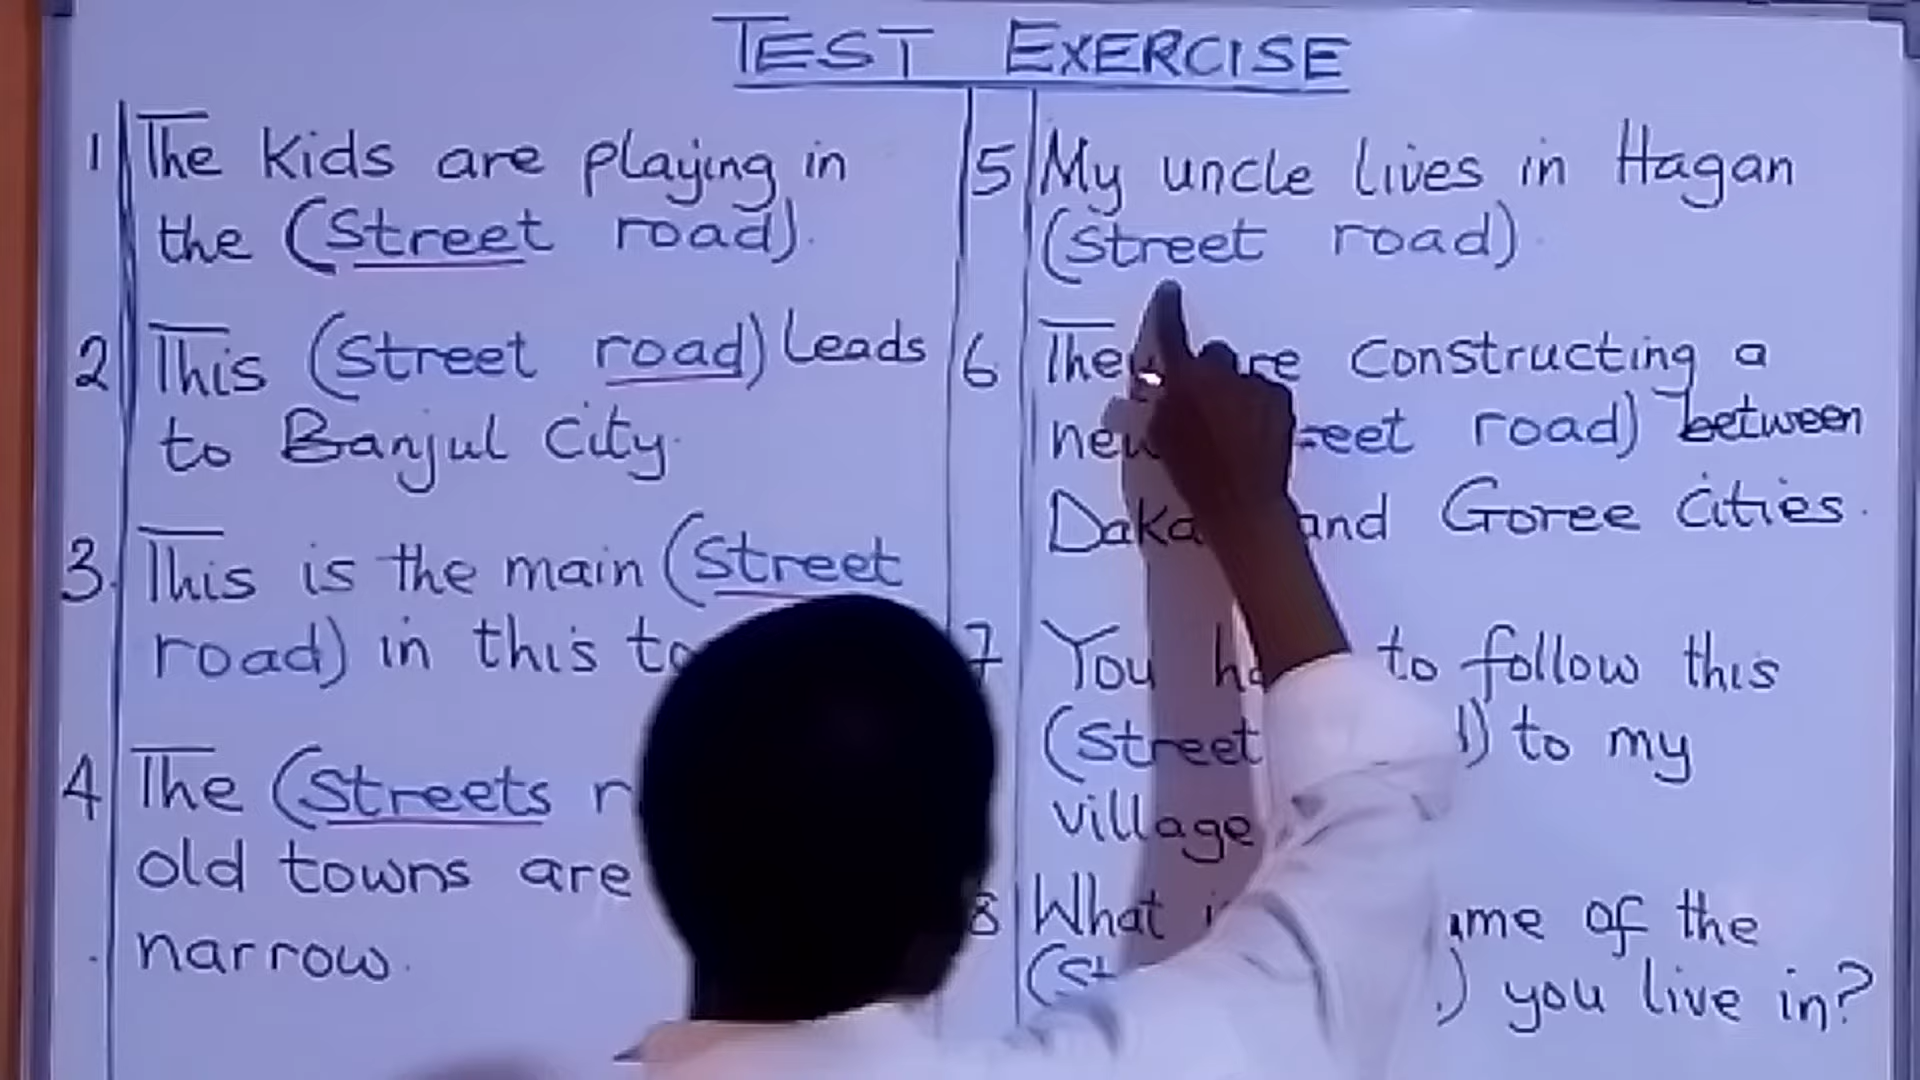 TEST EXERCISE
1 The kids are playing in
the (Street road).
2 This (Street road) leads
to Banjul City.
3. This is the main (Street
road) in this
4 The (Streets
old towns are
narrow.
5 My uncle lives in Hagan
(Street road)
6 constructing a
road) between
and Goree cities.
7 You to follow this
(Street to my
village
8 What of the
you live in?